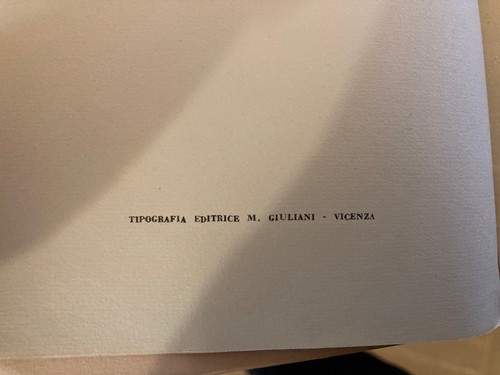 TIPOGRAFIA EDITRICE M. GIULIANI - VICENZA